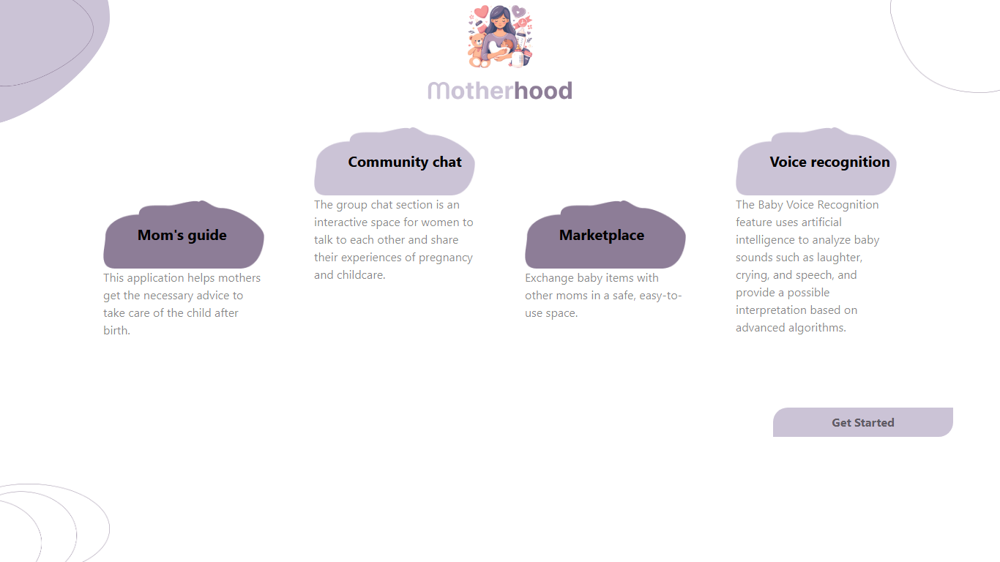 Motherhood
Mom's guide
This application helps mothers
get the necessary advice to
take care of the child after
birth.
Community chat
The group chat section is an
interactive space for women to
talk to each other and share
their experiences of pregnancy
and childcare.
Marketplace
Exchange baby items with
other moms in a safe, easy-to-
use space.
Voice recognition
The Baby Voice Recognition
feature uses artificial
intelligence to analyze baby
sounds such as laughter,
crying, and speech, and
provide a possible
interpretation based on
advanced algorithms.
Get Started